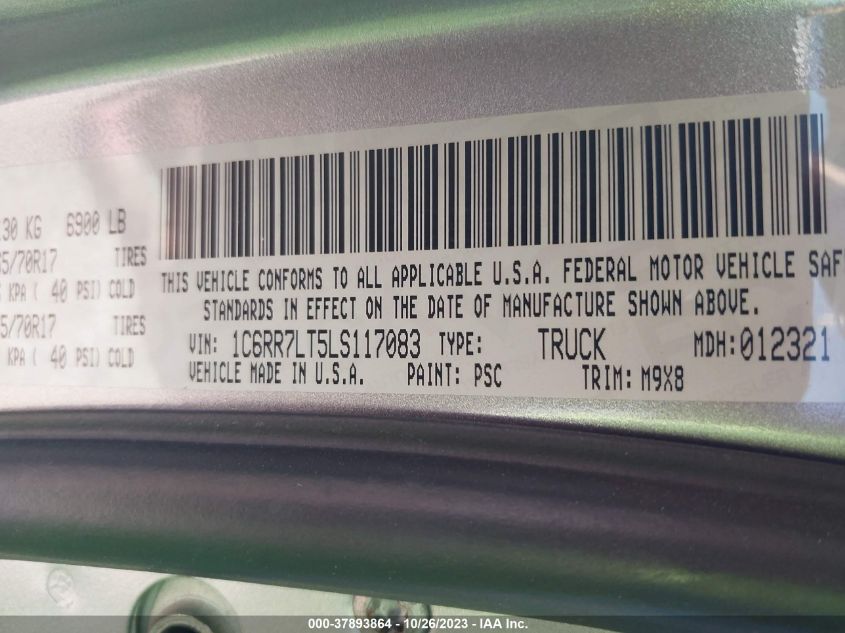 130 KG 6900 LB
5/70R17 TIRES
KPA ( 40 PSI) COLD
5/70R17 TIRES
KPA ( 40 PSI) COLD
THIS VEHICLE CONFORMS TO ALL APPLICABLE U.S.A. FEDERAL MOTOR VEHICLE SAF
STANDARDS IN EFFECT ON THE DATE OF MANUFACTURE SHOWN ABOVE.
VIN: 1C6RR7LT5LS117083 TYPE: TRUCK MDH:012321
VEHICLE MADE IN U.S.A. PAINT: PSC TRIM: M9X8
000-37893864 - 10/26/2023 - IAA Inc.